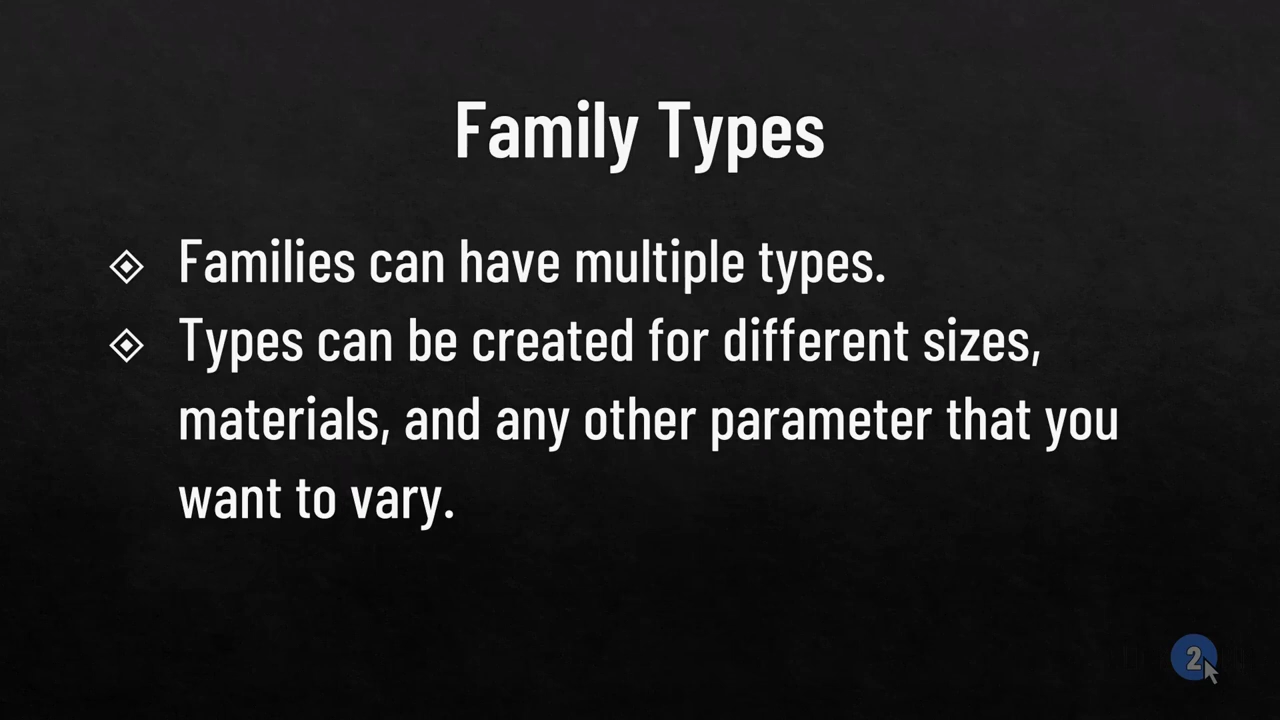 Family Types
Families can have multiple types.
Types can be created for different sizes,
materials, and any other parameter that you
want to vary.
2